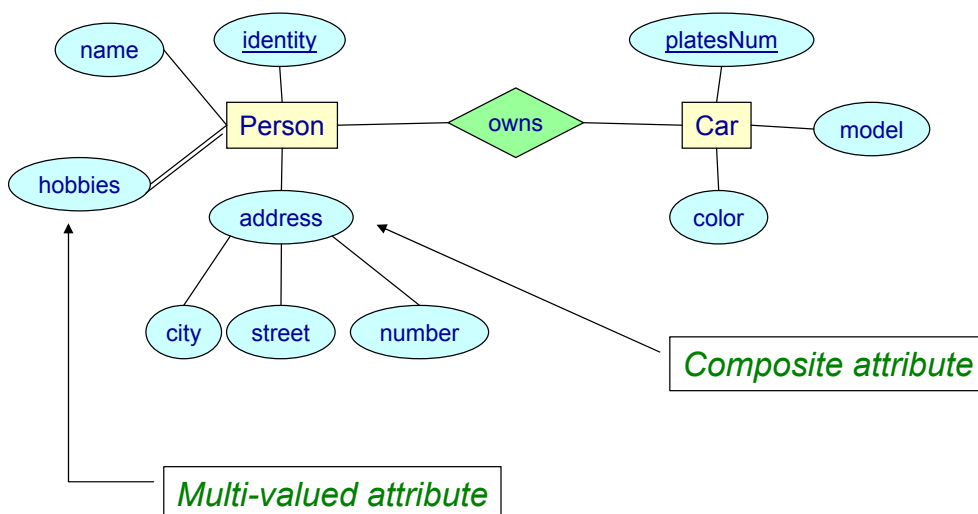 name
identity
platesNum
Person
owns
Car
model
hobbies
address
color
city
street
number
Composite attribute
Multi-valued attribute